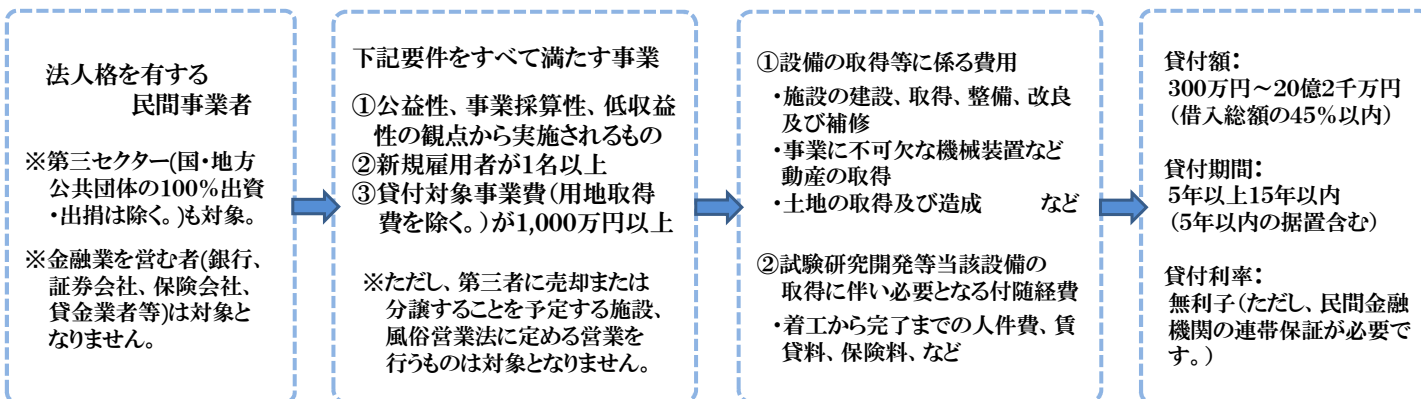 法人格を有する
民間事業者
※第三セクター(国・地方
公共団体の100%出資
・出捐は除く。)も対象。
※金融業を営む者(銀行、
証券会社、保険会社、
貸金業者等)は対象と
なりません。
下記要件をすべて満たす事業
①公益性、事業採算性、低収益
性の観点から実施されるもの
②新規雇用者が1名以上
③貸付対象事業費(用地取得
費を除く。)が1,000万円以上
※ただし、第三者に売却または
分譲することを予定する施設、
風俗営業法に定める営業を
行うものは対象となりません。
①設備の取得等に係る費用
・施設の建設、取得、整備、改良
及び補修
・事業に不可欠な機械装置など
動産の取得
・土地の取得及び造成 など
②試験研究開発等当該設備の
取得に伴い必要となる付随経費
・着工から完了までの人件費、賃
貸料、保険料、など
貸付額:
300万円~20億2千万円
(借入総額の45%以内)
貸付期間:
5年以上15年以内
(5年以内の据置含む)
貸付利率:
無利子(ただし、民間金融
機関の連帯保証が必要で
す。)